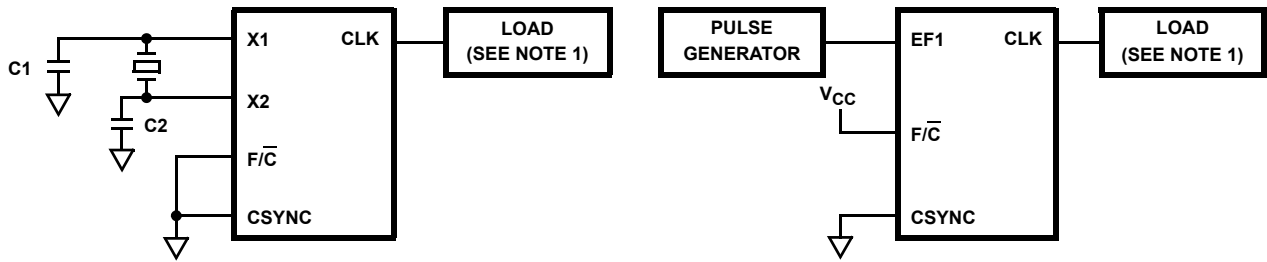 X1
CLK
LOAD
(SEE NOTE 1)
C1
X2
C2
F/C̅
CSYNC
PULSE
GENERATOR
EF1
CLK
LOAD
(SEE NOTE 1)
VCC
F/C̅
CSYNC